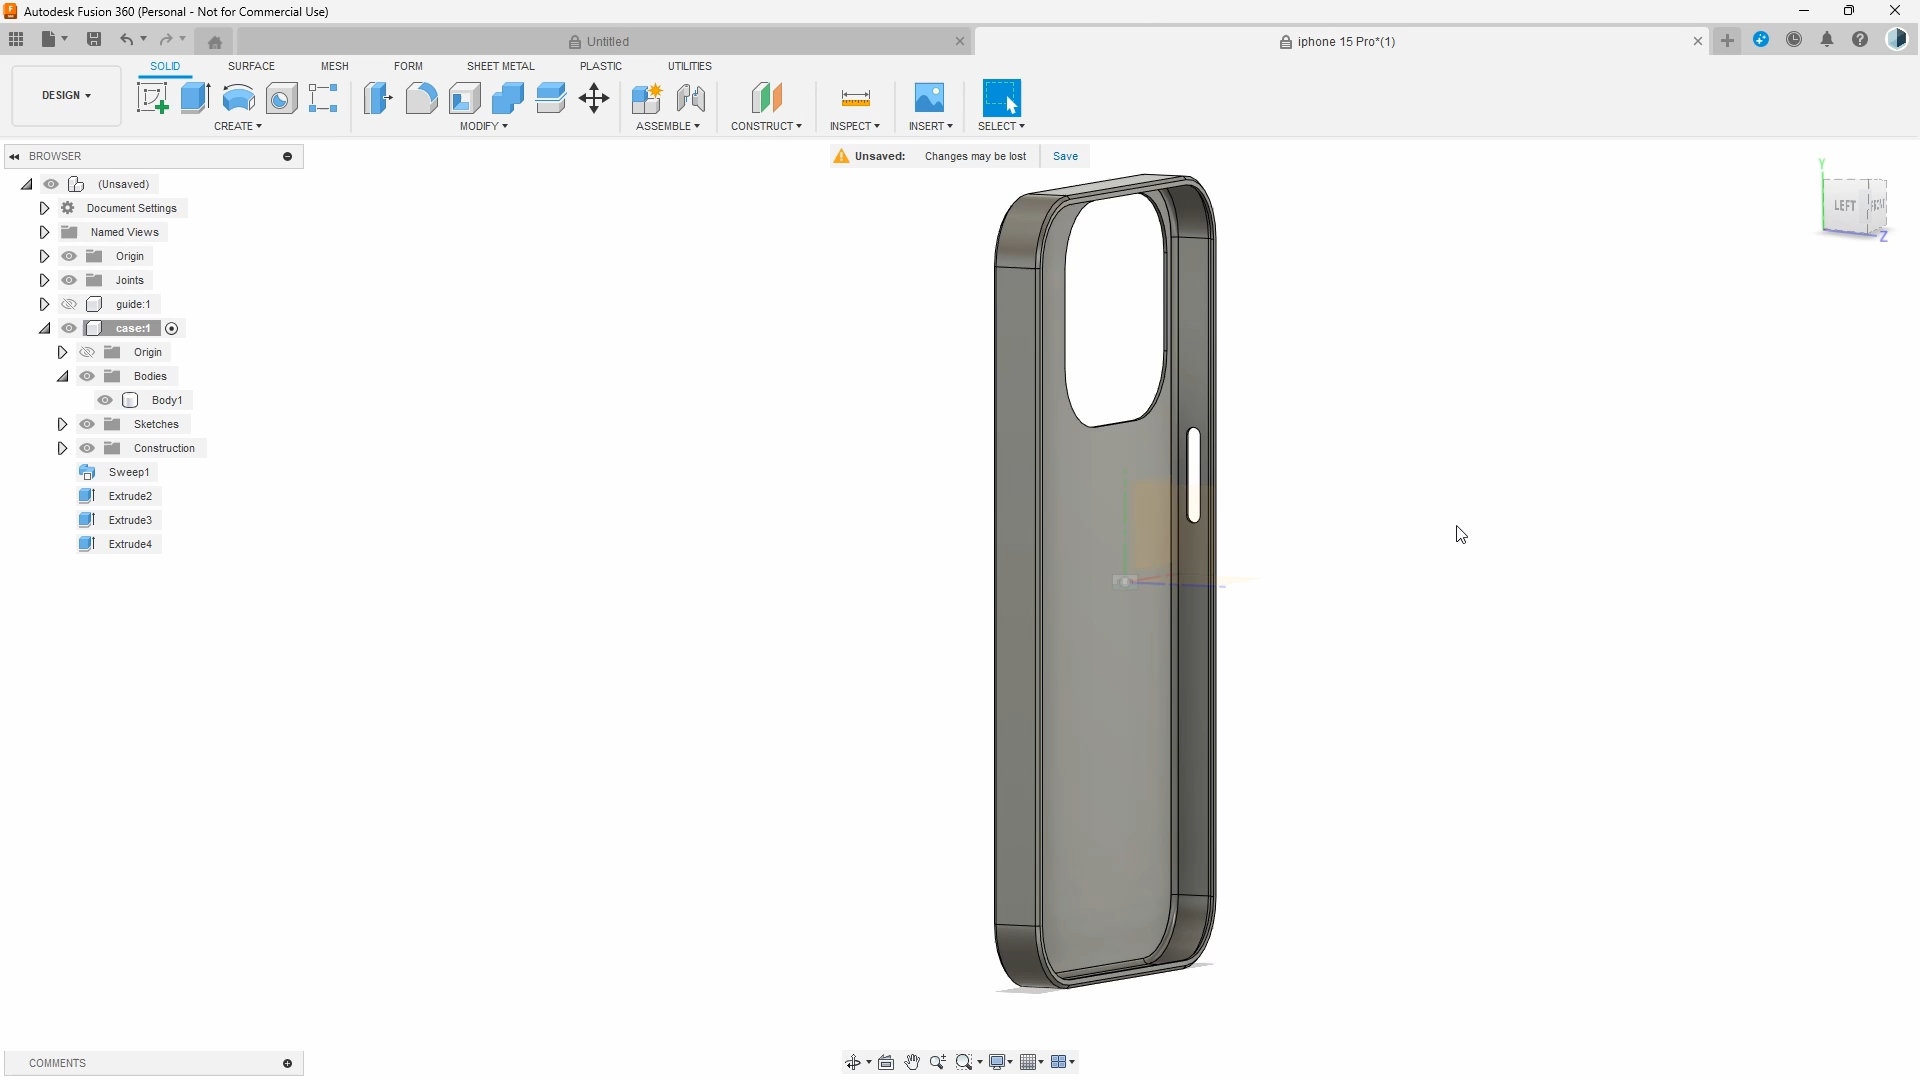 Autodesk Fusion 360 (Personal - Not for Commercial Use)
Untitled
iphone 15 Pro*(1)
SOLID
SURFACE
MESH
FORM
SHEET METAL
PLASTIC
UTILITIES
DESIGN
CREATE
MODIFY
ASSEMBLE
CONSTRUCT
INSPECT
INSERT
SELECT
BROWSER
Unsaved: Changes may be lost Save
(Unsaved)
Document Settings
Named Views
Origin
Joints
guide:1
case:1
Origin
Bodies
Body1
Sketches
Construction
Sweep1
Extrude2
Extrude3
Extrude4
Y
LEFT
FRONT
Z
COMMENTS